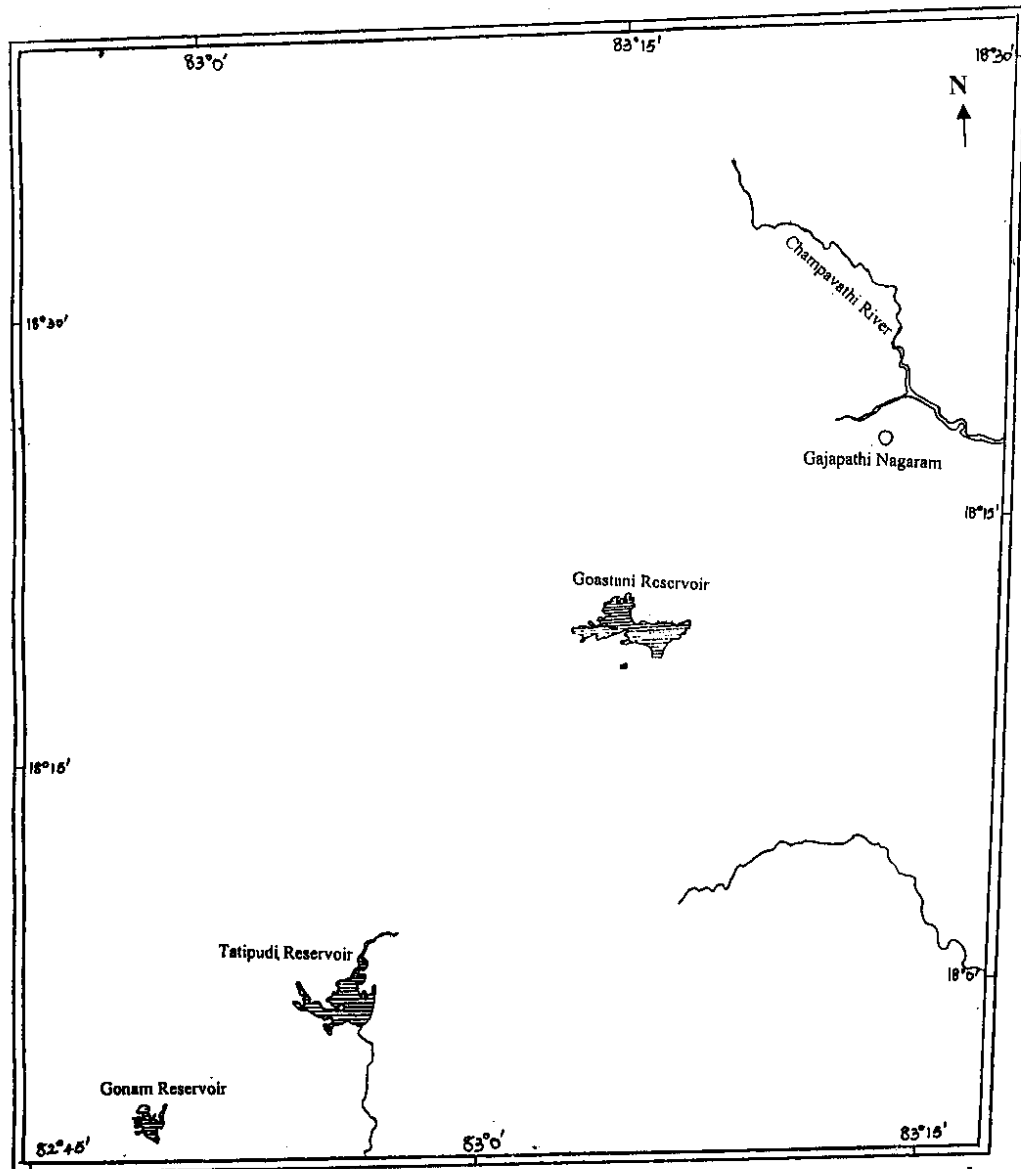 83°0'
83°15'
18°30'
N
Champavathi River
18°30'
Gajapathi Nagaram
18°15'
Goastuni Reservoir
18°15'
Tatipudi Reservoir
18°0'
Gonam Reservoir
82°45'
83°0'
83°15'